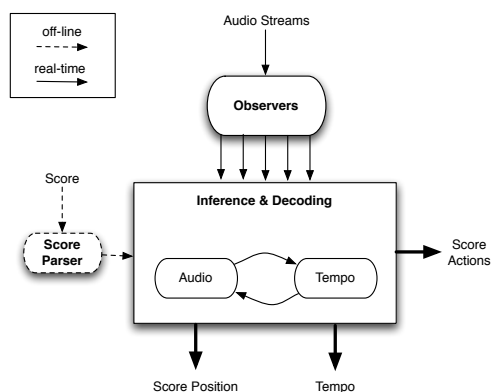 off-line
real-time
Audio Streams
Observers
Score
Score
Parser
Inference & Decoding
Audio
Tempo
Score
Actions
Score Position
Tempo